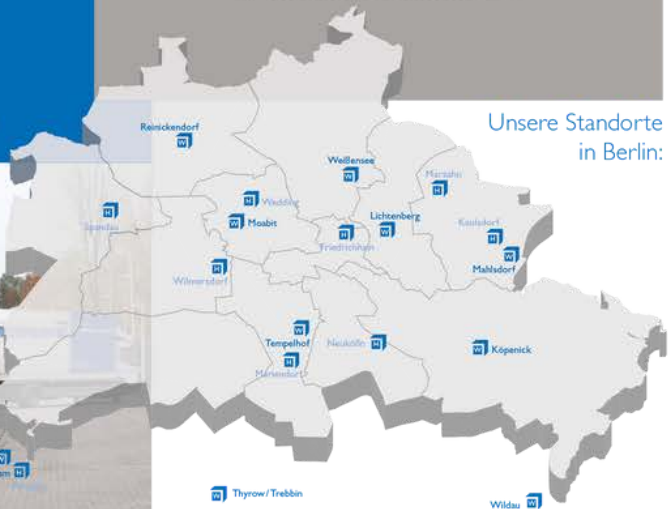 Unsere Standorte
in Berlin:
Reinickendorf
W
Weißensee
W
Marzahn
H
H Wedding
W Moabit
Lichtenberg
W
H
Friedrichhain
Kaulsdorf
H
W
Mahlsdorf
H
Spandau
H
Wilmersdorf
W
Tempelhof
H
Mariendorf
Neukölln H
W Köpenick
W
H
W Thyrow/Trebbin
Wildau W